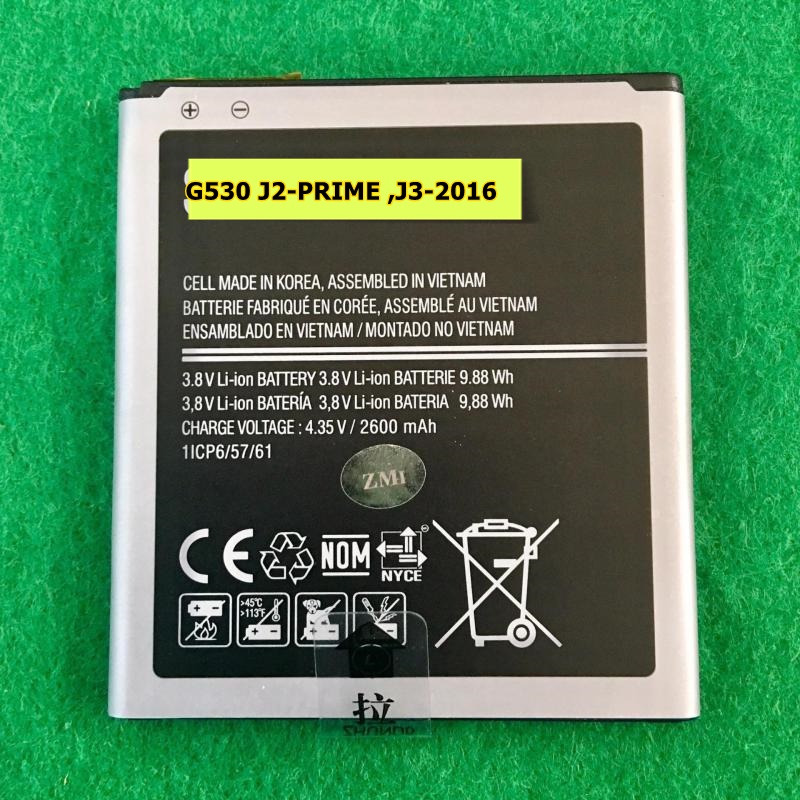 G530 J2-PRIME ,J3-2016
CELL MADE IN KOREA, ASSEMBLED IN VIETNAM
BATTERIE FABRIQUÉ EN CORÉE, ASSEMBLÉ AU VIETNAM
ENSAMBLADO EN VIETNAM / MONTADO NO VIETNAM
3.8 V Li-ion BATTERY 3.8 V Li-ion BATTERIE 9.88 Wh
3,8 V Li-ion BATERÍA 3,8 V Li-ion BATERIA 9,88 Wh
CHARGE VOLTAGE : 4.35 V / 2600 mAh
1ICP6/57/61
ZMi
CE NOM NYCE
>45°C
>113°F
拉